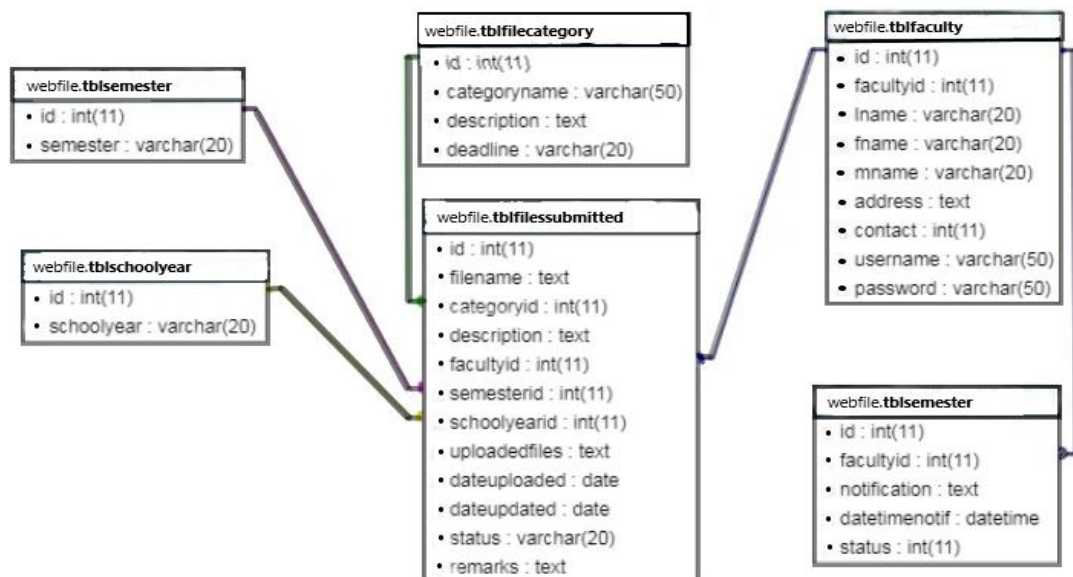 webfile.tblsemester
• id : int(11)
• semester : varchar(20)
webfile.tblschoolyear
• id : int(11)
• schoolyear : varchar(20)
webfile.tblfilecategory
• id : int(11)
• categoryname : varchar(50)
• description : text
• deadline : varchar(20)
webfile.tblfilessubmitted
• id : int(11)
• filename : text
• categoryid : int(11)
• description : text
• facultyid : int(11)
• semesterid : int(11)
• schoolyearid : int(11)
• uploadedfiles : text
• dateuploaded : date
• dateupdated : date
• status : varchar(20)
• remarks : text
webfile.tblfaculty
• id : int(11)
• facultyid : int(11)
• lname : varchar(20)
• fname : varchar(20)
• mname : varchar(20)
• address : text
• contact : int(11)
• username : varchar(50)
• password : varchar(50)
webfile.tblsemester
• id : int(11)
• facultyid : int(11)
• notification : text
• datetimenotif : datetime
• status : int(11)